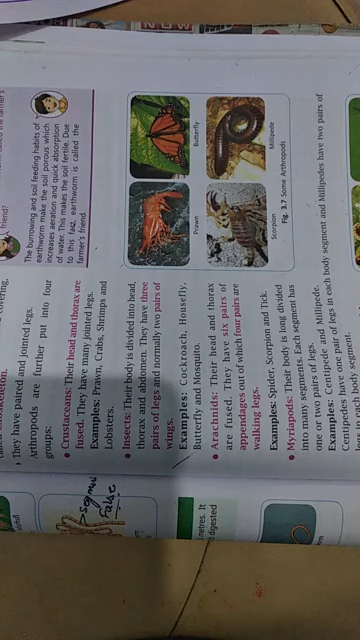 friend?
The burrowing and soil feeding habits of
earthworm make the soil porous which
increases aeration and quick absorption
of water. This makes the soil fertile. Due
to this fact, earthworm is called the
farmer's friend.
They have paired and jointed legs.
Arthropods are further put into four
groups:
• Crustaceans: Their head and thorax are
fused. They have many jointed legs.
Examples: Prawn, Crabs, Shrimps and
Lobsters.
• Insects: Their body is divided into head,
thorax and abdomen. They have three
pairs of legs and normally two pairs of
wings.
Examples: Cockroach, Housefly,
Butterfly and Mosquito.
• Arachnids: Their head and thorax
are fused. They have six pairs of
appendages out of which four pairs are
walking legs.
Examples: Spider, Scorpion and Tick.
• Myriapods: Their body is long divided
into many segments. Each segment has
one or two pairs of legs.
Examples: Centipede and Millipede.
Centipedes have one pair of legs in each body segment and Millipedes have two pairs of
legs in each body segment.
Prawn
Butterfly
Scorpion
Millipede
Fig. 3.7 Some Arthropods
False
metres. It
digested
NOW